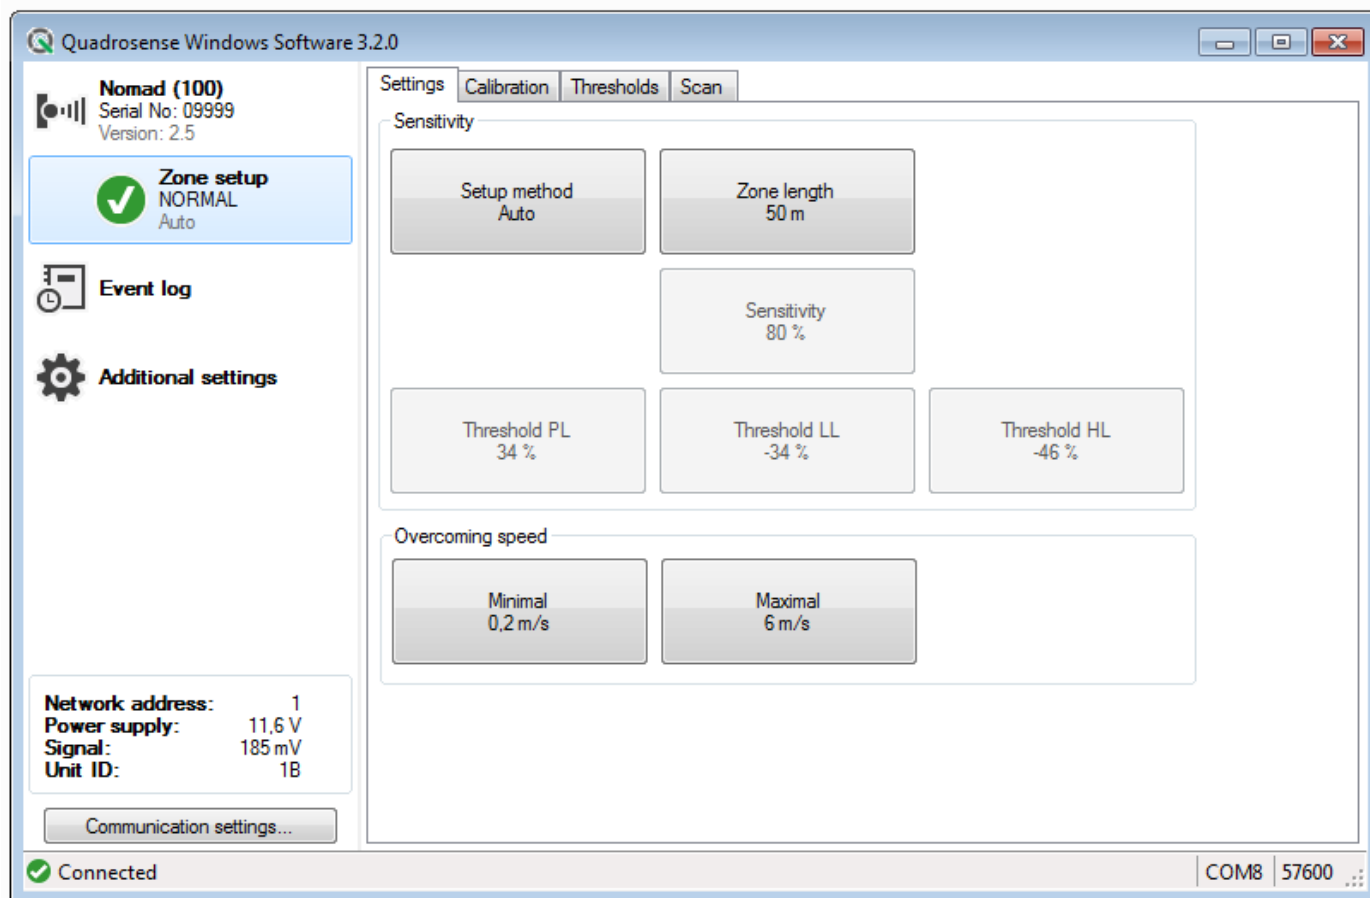 Quadrosense Windows Software 3.2.0
Nomad (100)
Serial No: 09999
Version: 2.5
Zone setup
NORMAL
Auto
Event log
Additional settings
Network address: 1
Power supply: 11,6 V
Signal: 185 mV
Unit ID: 1B
Communication settings...
Settings Calibration Thresholds Scan
Sensitivity
Setup method
Auto
Zone length
50 m
Sensitivity
80 %
Threshold PL
34 %
Threshold LL
-34 %
Threshold HL
-46 %
Overcoming speed
Minimal
0,2 m/s
Maximal
6 m/s
Connected
COM8 57600